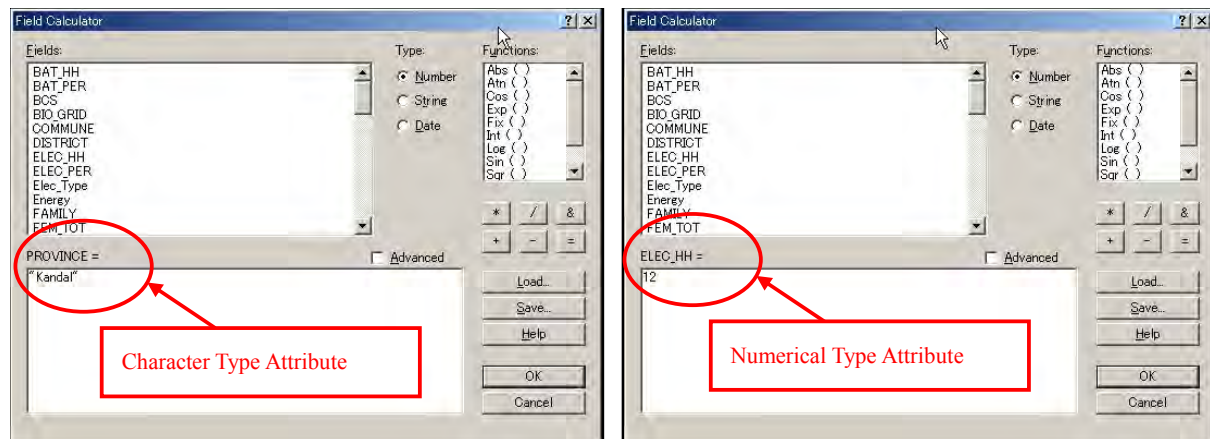 Field Calculator
Fields:
BAT_HH
BAT_PER
BCS
BIO_GRID
COMMUNE
DISTRICT
ELEC_HH
ELEC_PER
Elec_Type
Energy
FAMILY
FEM_TOT
Type:
Number
String
Date
Functions:
Abs ( )
Atn ( )
Cos ( )
Exp ( )
Fix ( )
Int ( )
Log ( )
Sin ( )
Sqr ( )
* / &
+ - =
PROVINCE =
Advanced
"Kandal"
Load...
Save...
Help
OK
Cancel
Character Type Attribute
Field Calculator
Fields:
BAT_HH
BAT_PER
BCS
BIO_GRID
COMMUNE
DISTRICT
ELEC_HH
ELEC_PER
Elec_Type
Energy
FAMILY
FEM_TOT
Type:
Number
String
Date
Functions:
Abs ( )
Atn ( )
Cos ( )
Exp ( )
Fix ( )
Int ( )
Log ( )
Sin ( )
Sqr ( )
* / &
+ - =
ELEC_HH =
Advanced
12
Load...
Save...
Help
OK
Cancel
Numerical Type Attribute